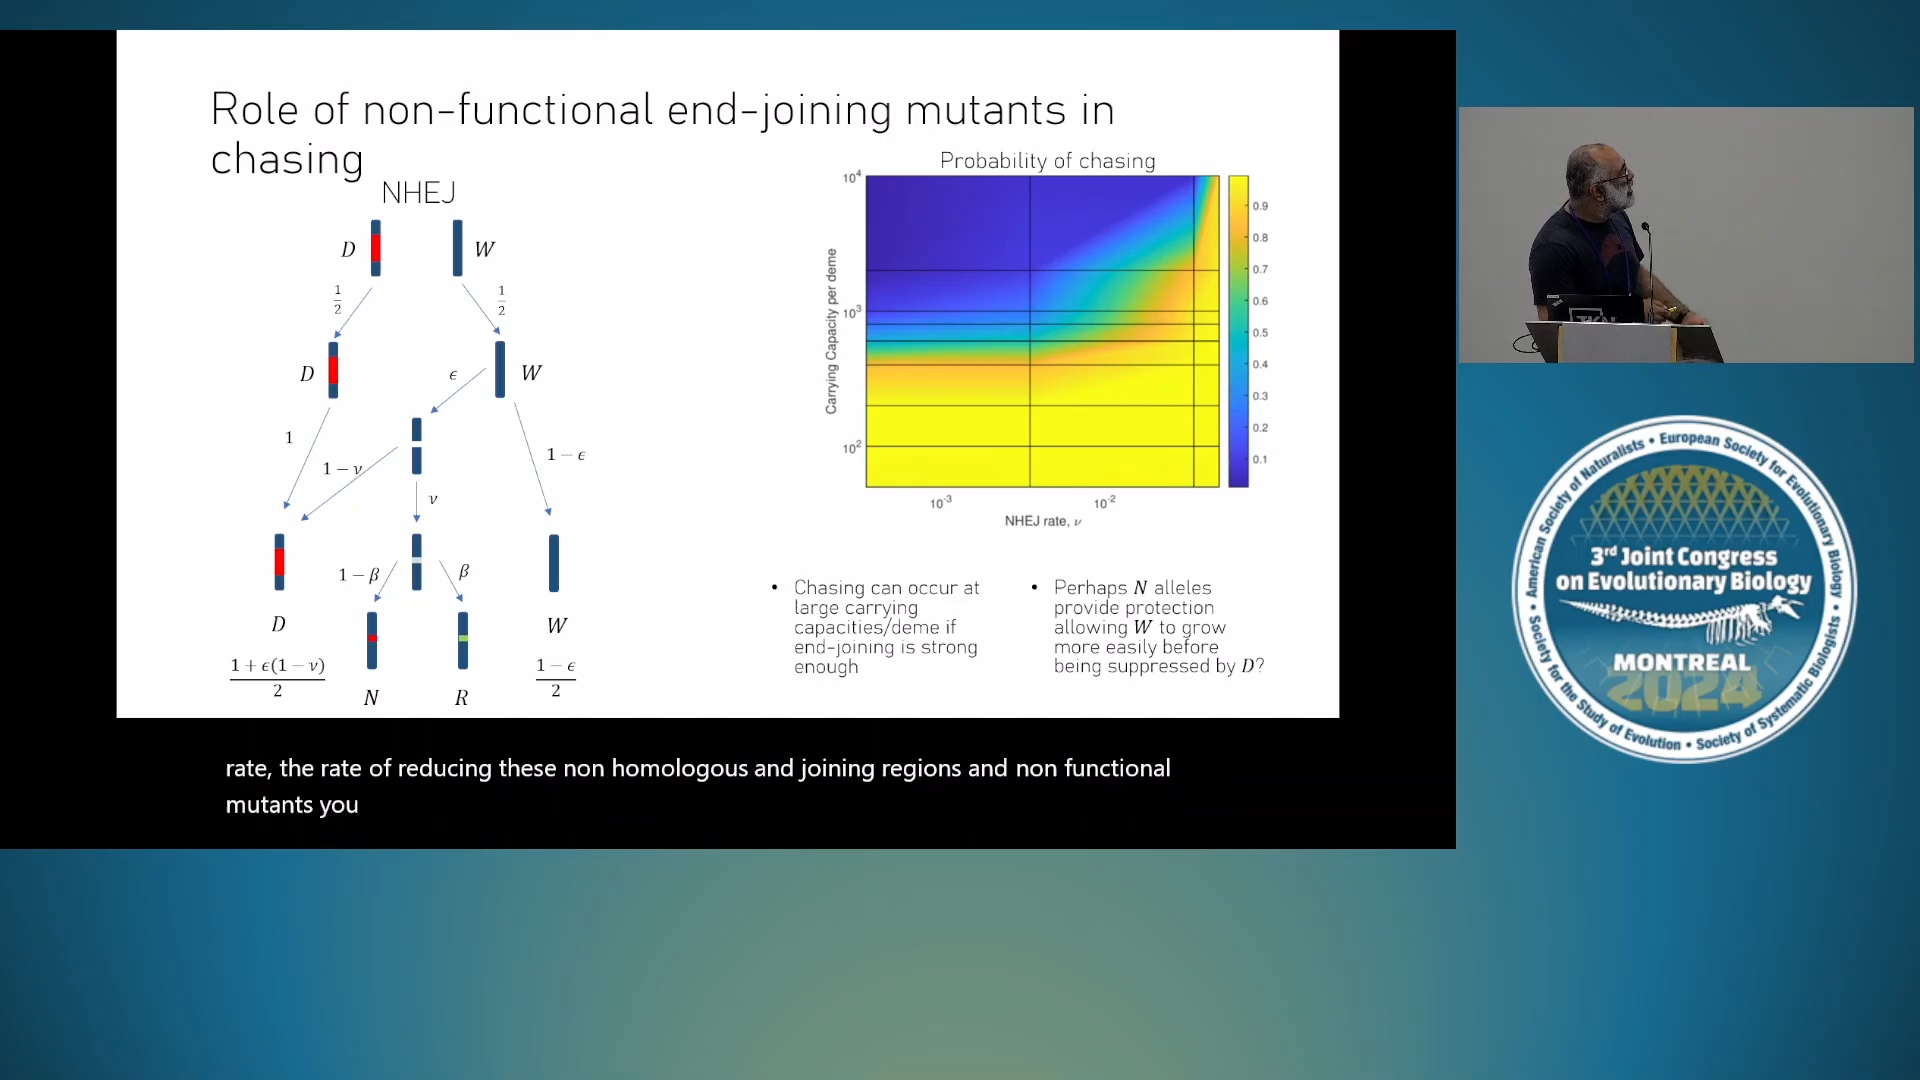 Role of non-functional end-joining mutants in
chasing
NHEJ
D
W
1/2
1/2
D
W
ϵ
1
1 − ν
1 − ϵ
ν
1 − β
β
D
W
(1 + ϵ(1 − ν))/2
(1 − ϵ)/2
N
R
Probability of chasing
Carrying Capacity per deme
10⁴
10³
10²
10⁻³
10⁻²
NHEJ rate, ν
0.9
0.8
0.7
0.6
0.5
0.4
0.3
0.2
0.1
• Chasing can occur at
large carrying
capacities/deme if
end-joining is strong
enough
• Perhaps N alleles
provide protection
allowing W to grow
more easily before
being suppressed by D?
rate, the rate of reducing these non homologous and joining regions and non functional
mutants you
American Society of Naturalists • European Society for Evolutionary Biology •
Society for the Study of Evolution • Society of Systematic Biologists •
3rd Joint Congress
on Evolutionary Biology
MONTREAL
2024